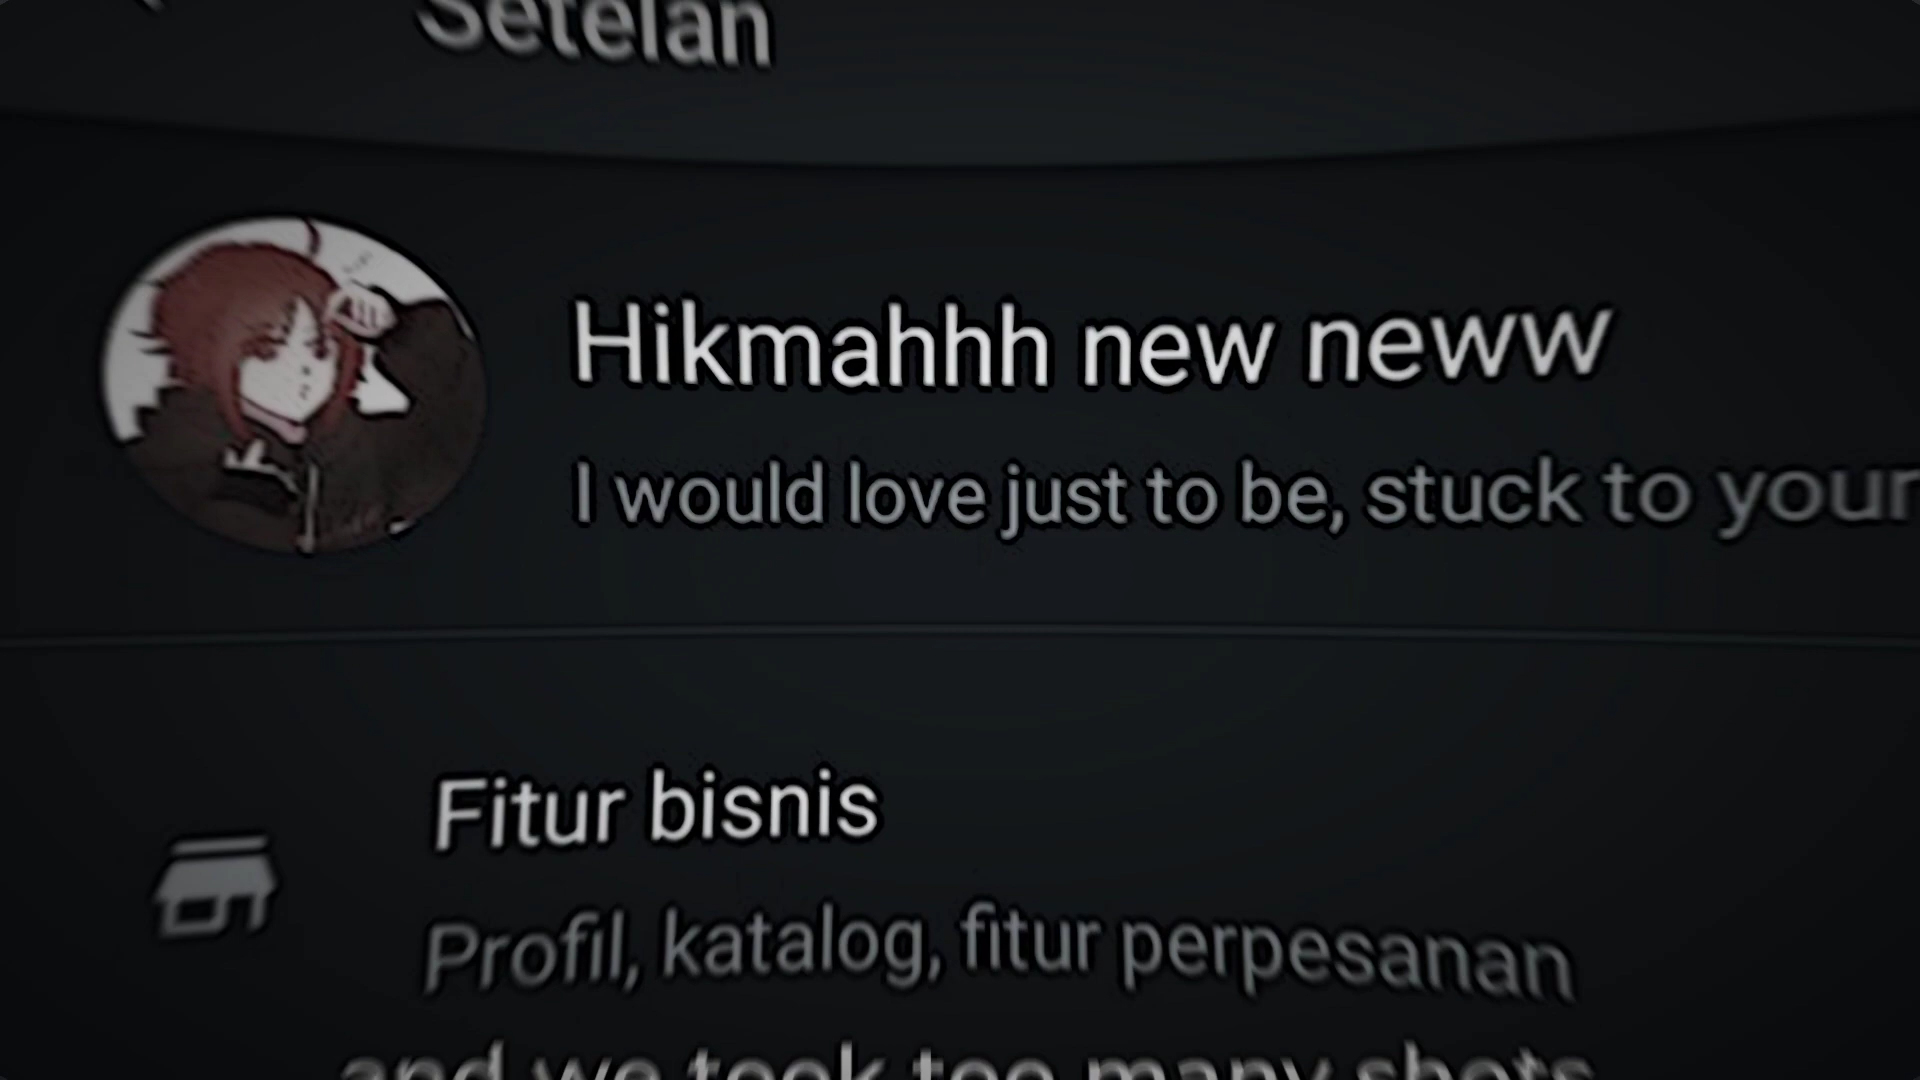 Setelan
Hikmahhh new neww
I would love just to be, stuck to your
Fitur bisnis
Profil, katalog, fitur perpesanan
and we took too many shots